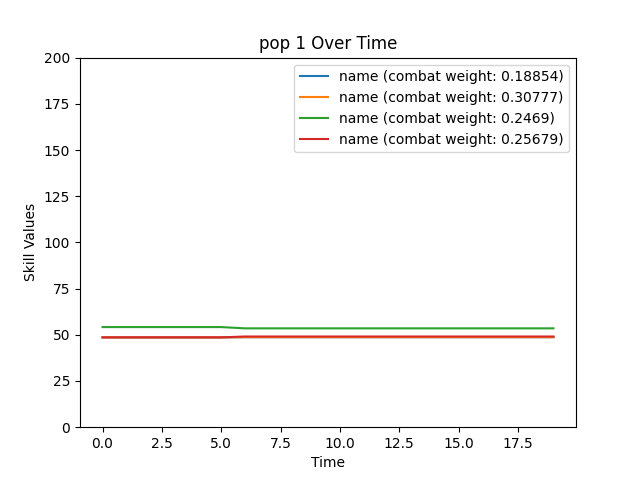 pop 1 Over Time
name (combat weight: 0.18854)
name (combat weight: 0.30777)
name (combat weight: 0.2469)
name (combat weight: 0.25679)
200
175
150
125
100
75
50
25
0
Skill Values
0.0 2.5 5.0 7.5 10.0 12.5 15.0 17.5
Time